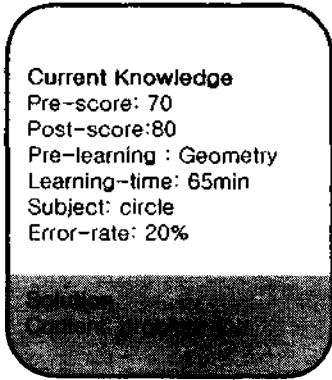 Current Knowledge
Pre-score: 70
Post-score:80
Pre-learning : Geometry
Learning-time: 65min
Subject: circle
Error-rate: 20%
Solution
Content: